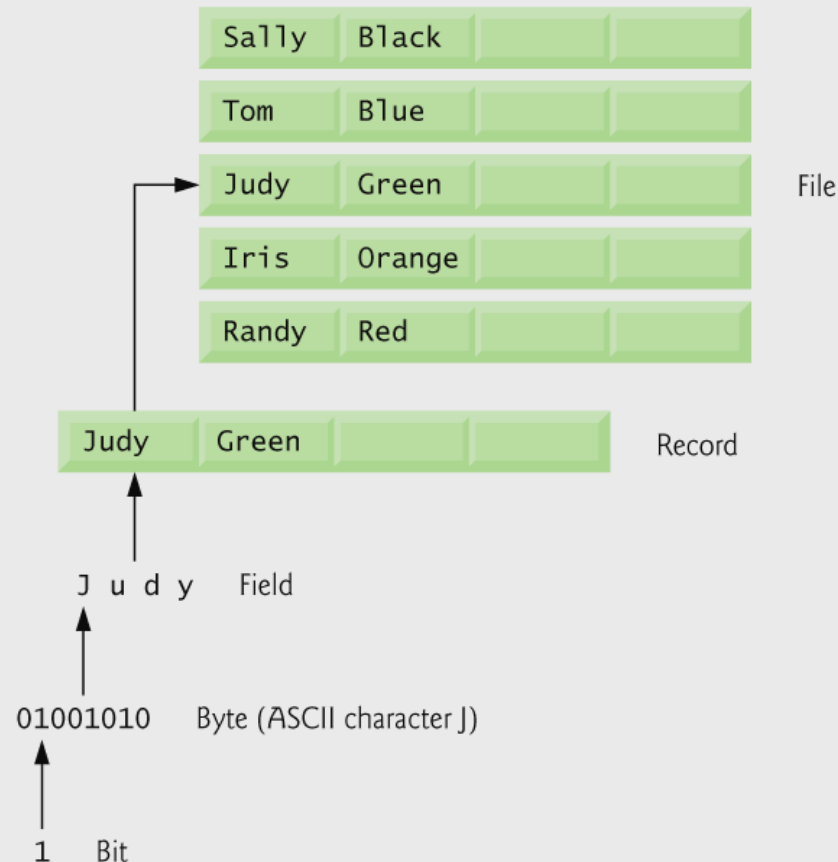 Sally Black
Tom Blue
Judy Green File
Iris Orange
Randy Red
Judy Green Record
J u d y Field
01001010 Byte (ASCII character J)
1 Bit